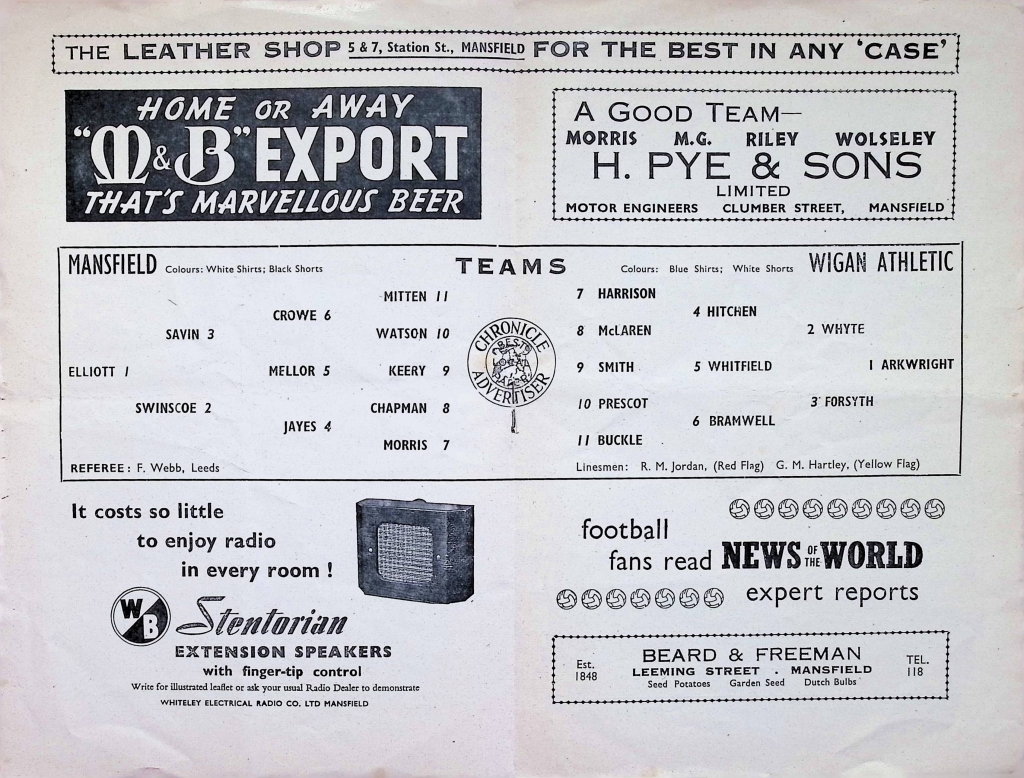 THE LEATHER SHOP 5 & 7, Station St., MANSFIELD FOR THE BEST IN ANY 'CASE'
HOME OR AWAY
"M & B" EXPORT
THAT'S MARVELLOUS BEER
A GOOD TEAM—
MORRIS M.G. RILEY WOLSELEY
H. PYE & SONS
LIMITED
MOTOR ENGINEERS CLUMBER STREET, MANSFIELD
MANSFIELD Colours: White Shirts; Black Shorts TEAMS Colours: Blue Shirts; White Shorts WIGAN ATHLETIC
MITTEN 11
CROWE 6
SAVIN 3
WATSON 10
ELLIOTT 1
MELLOR 5
KEERY 9
SWINSCOE 2
CHAPMAN 8
JAYES 4
MORRIS 7
REFEREE: F. Webb, Leeds
CHRONICLE
ADVERTISER
7 HARRISON
4 HITCHEN
8 McLAREN
2 WHYTE
9 SMITH
5 WHITFIELD
1 ARKWRIGHT
10 PRESCOT
3 FORSYTH
6 BRAMWELL
11 BUCKLE
Linesmen: R. M. Jordan, (Red Flag) G. M. Hartley, (Yellow Flag)
It costs so little
to enjoy radio
in every room !
WB
Stentorian
EXTENSION SPEAKERS
with finger-tip control
Write for illustrated leaflet or ask your usual Radio Dealer to demonstrate
WHITELEY ELECTRICAL RADIO CO. LTD MANSFIELD
football
fans read NEWS OF THE WORLD
expert reports
BEARD & FREEMAN
Est. 1848 LEEMING STREET . MANSFIELD TEL. 118
Seed Potatoes Garden Seed Dutch Bulbs